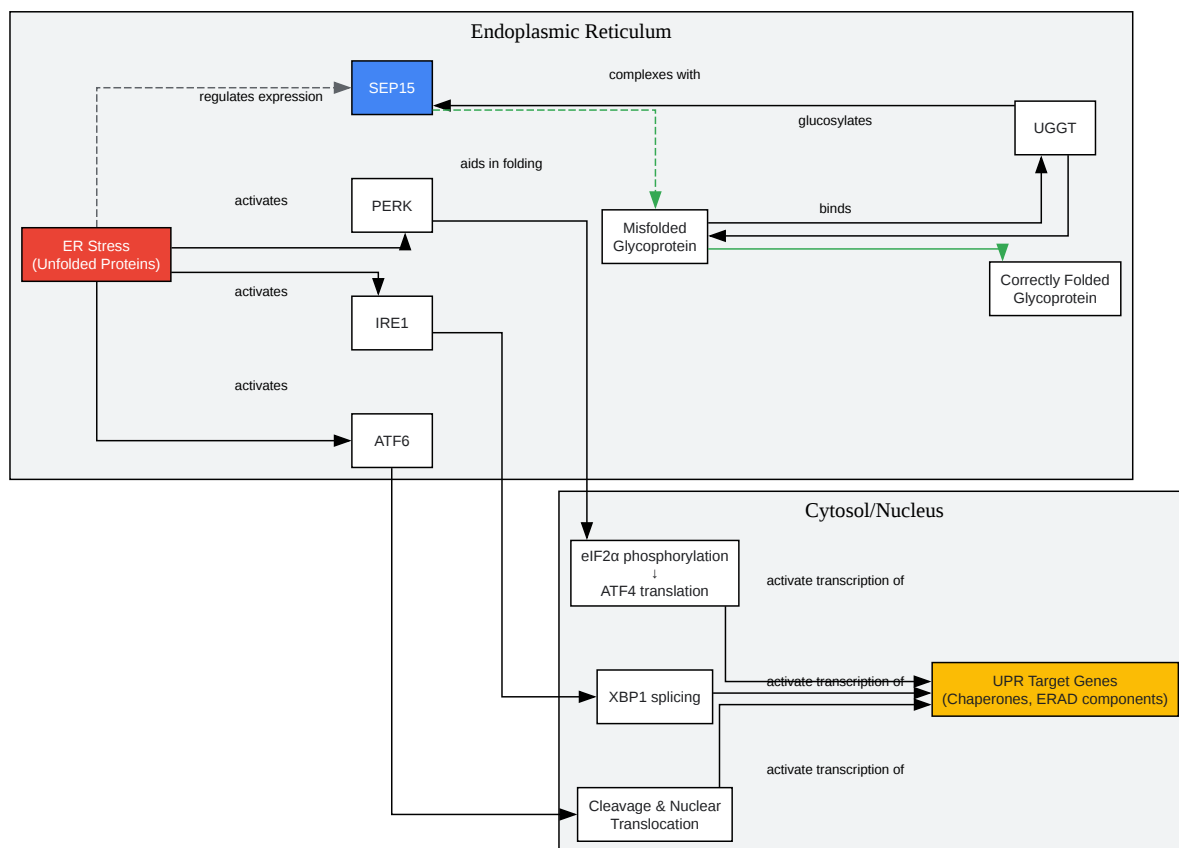 Endoplasmic Reticulum
SEP15
complexes with
regulates expression
glucosylates
UGGT
aids in folding
activates
PERK
binds
Misfolded
Glycoprotein
ER Stress
(Unfolded Proteins)
Correctly Folded
Glycoprotein
activates
IRE1
activates
ATF6
Cytosol/Nucleus
eIF2α phosphorylation
↓
ATF4 translation
activate transcription of
XBP1 splicing
activate transcription of
UPR Target Genes
(Chaperones, ERAD components)
activate transcription of
Cleavage & Nuclear
Translocation